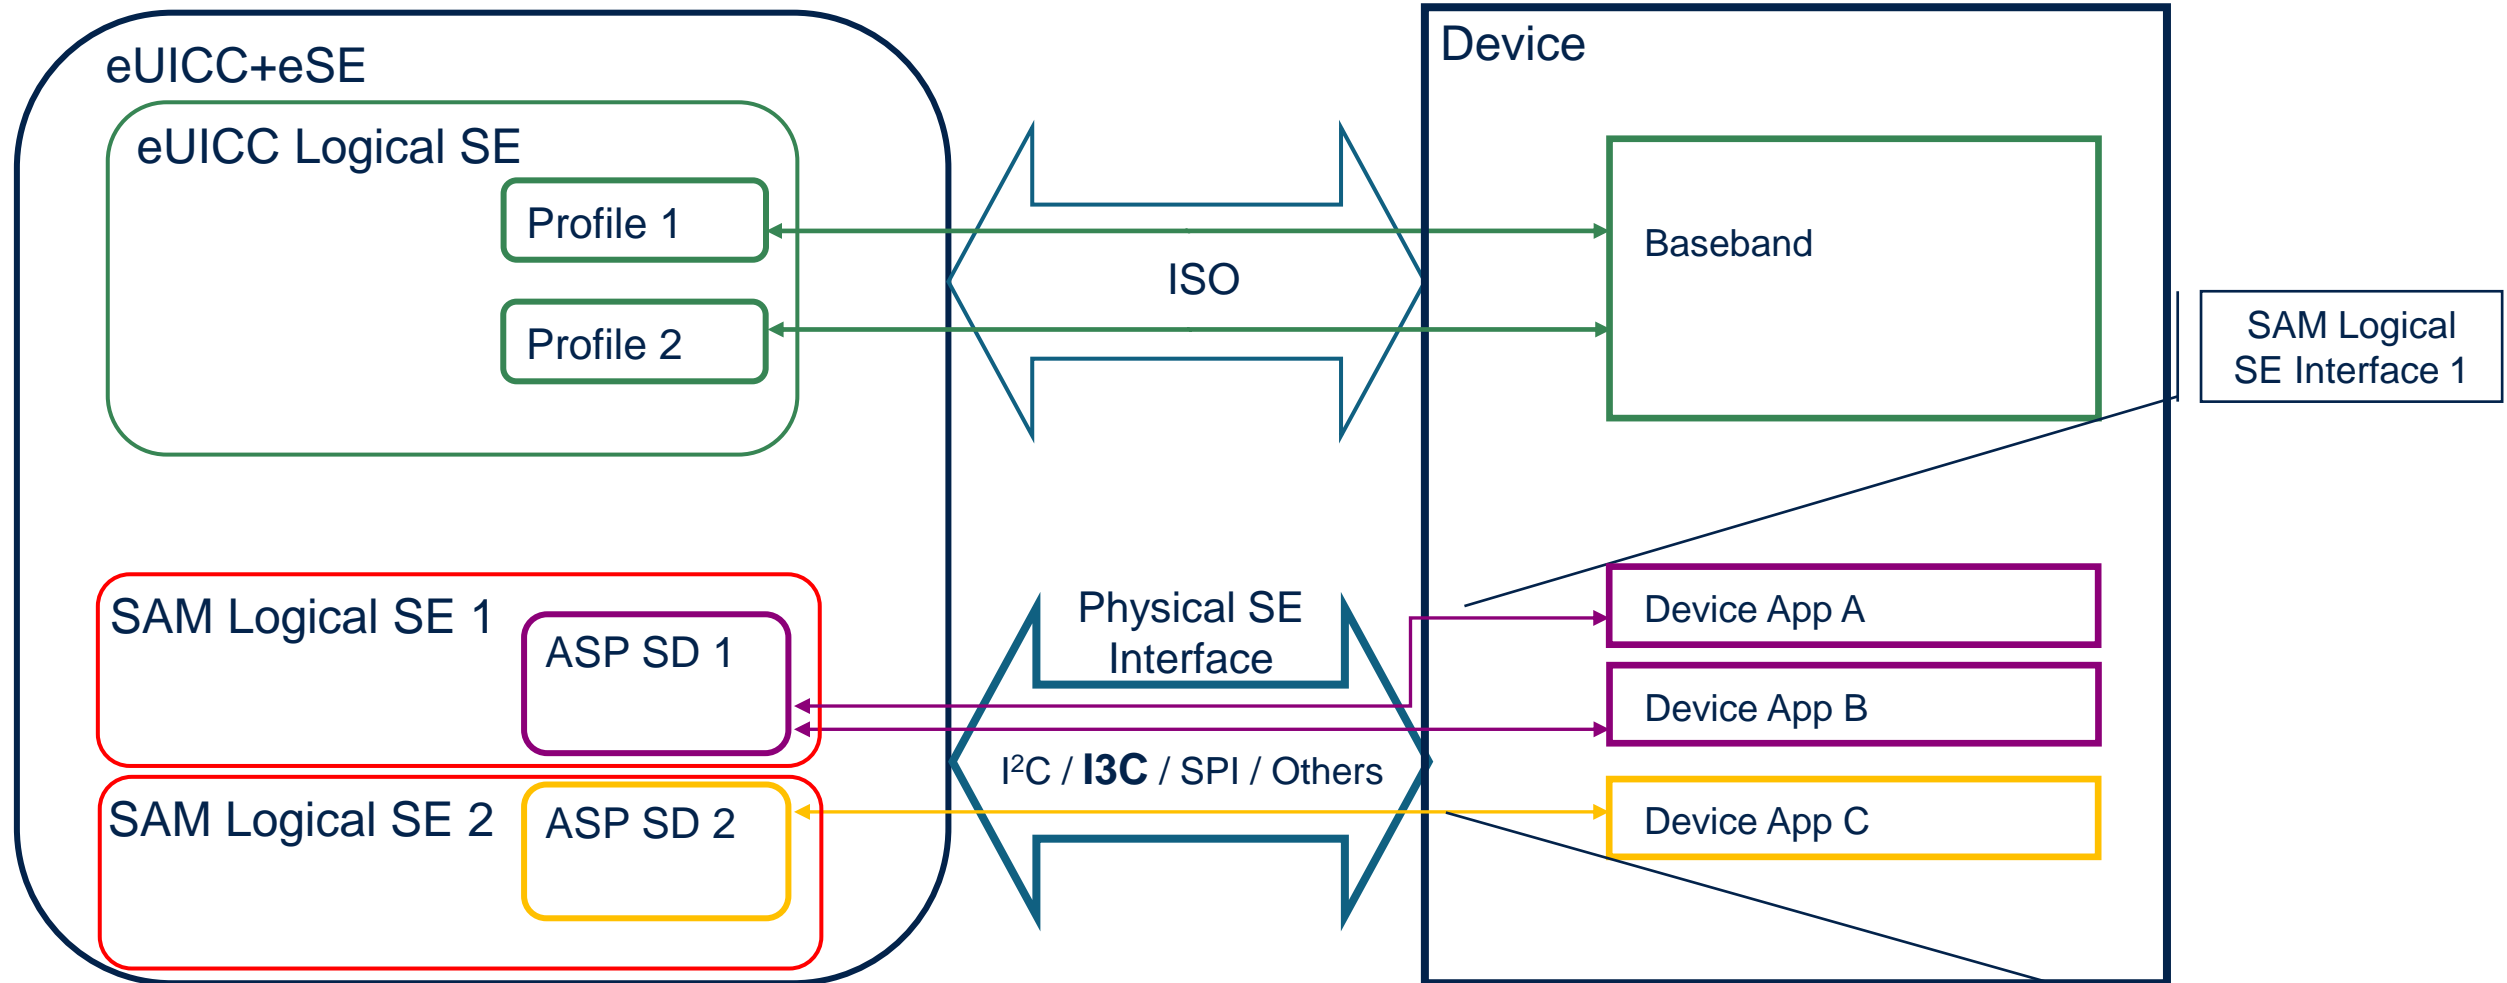 eUICC+eSE
eUICC Logical SE
Profile 1
Profile 2
ISO
Device
Baseband
SAM Logical
SE Interface 1
SAM Logical SE 1
ASP SD 1
SAM Logical SE 2
ASP SD 2
Physical SE
Interface
I²C / I3C / SPI / Others
Device App A
Device App B
Device App C